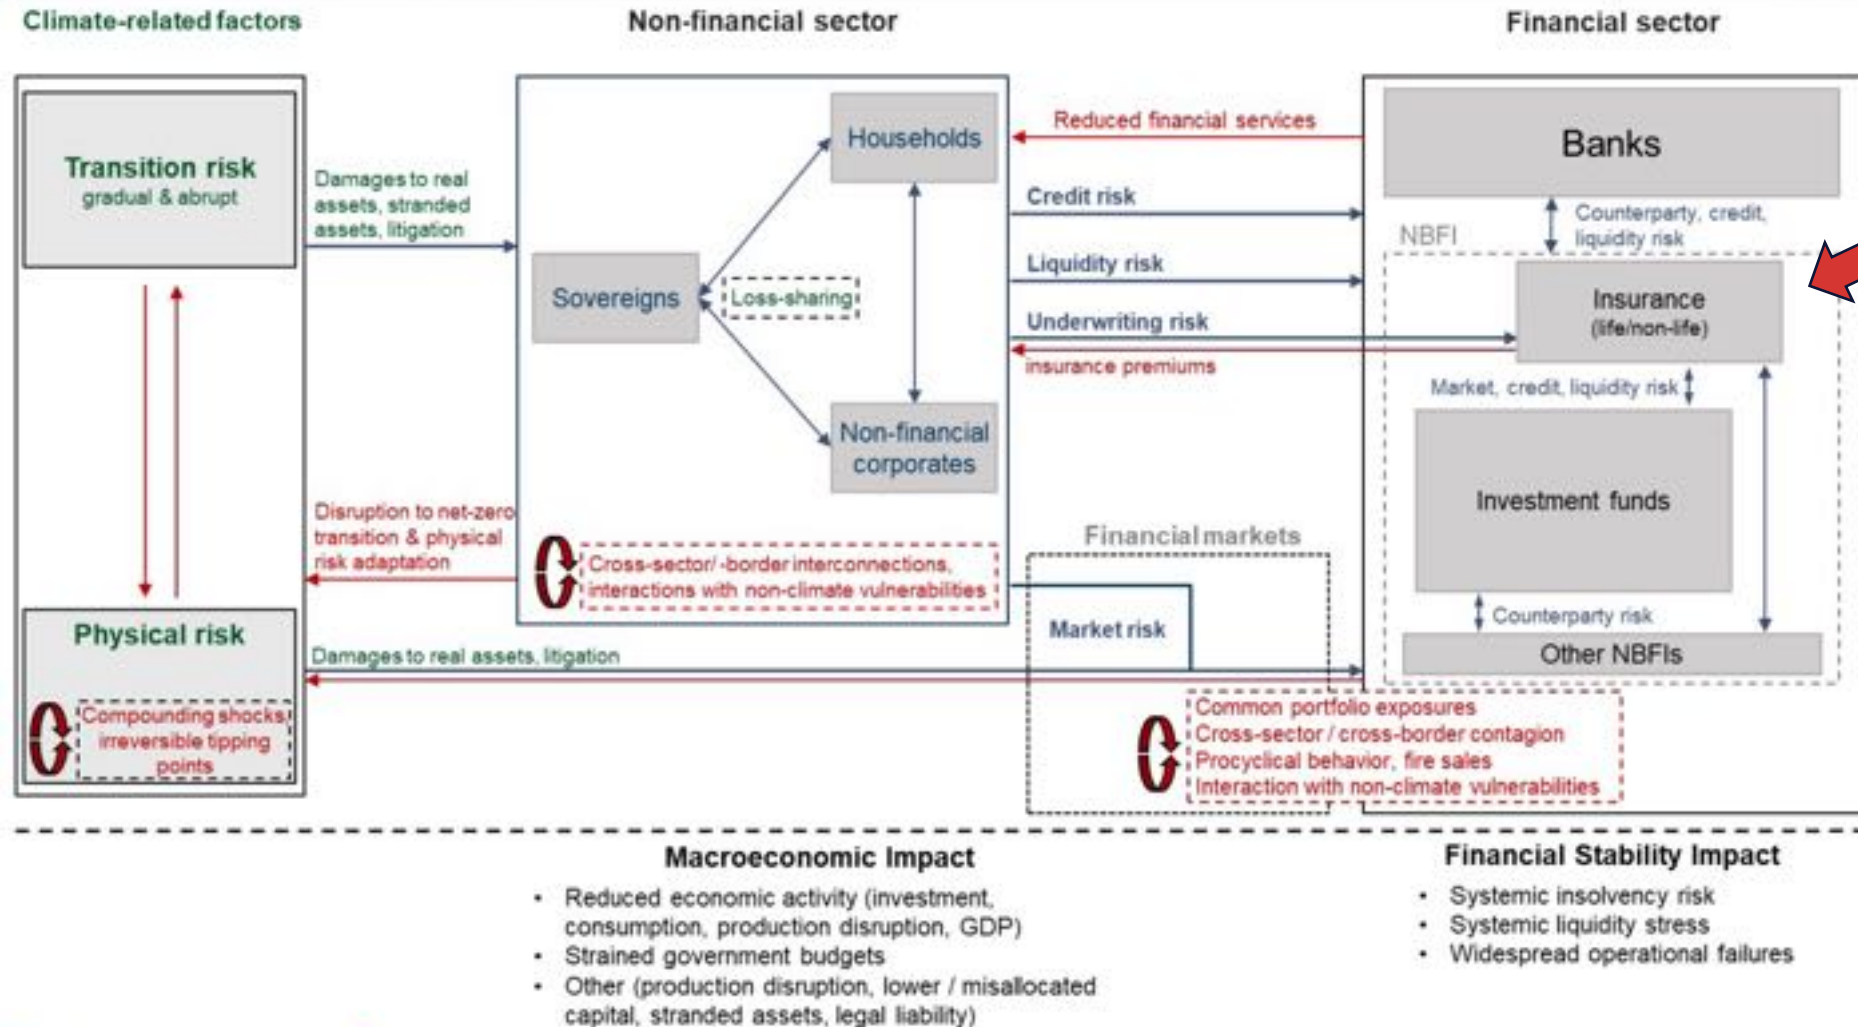 Climate-related factors
Non-financial sector
Financial sector
Transition risk
gradual & abrupt
Damages to real
assets, stranded
assets, litigation
Physical risk
Compounding shocks
irreversible tipping
points
Disruption to net-zero
transition & physical
risk adaptation
Damages to real assets, litigation
Households
Sovereigns
Loss-sharing
Non-financial
corporates
Cross-sector/ -border interconnections,
interactions with non-climate vulnerabilities
Reduced financial services
Credit risk
Liquidity risk
Underwriting risk
insurance premiums
Financial markets
Market risk
Banks
Counterparty, credit,
liquidity risk
NBFI
Insurance
(life/non-life)
Market, credit, liquidity risk
Investment funds
Counterparty risk
Other NBFIs
Common portfolio exposures
Cross-sector / cross-border contagion
Procyclical behavior, fire sales
Interaction with non-climate vulnerabilities
Macroeconomic Impact
• Reduced economic activity (investment,
consumption, production disruption, GDP)
• Strained government budgets
• Other (production disruption, lower / misallocated
capital, stranded assets, legal liability)
Financial Stability Impact
• Systemic insolvency risk
• Systemic liquidity stress
• Widespread operational failures